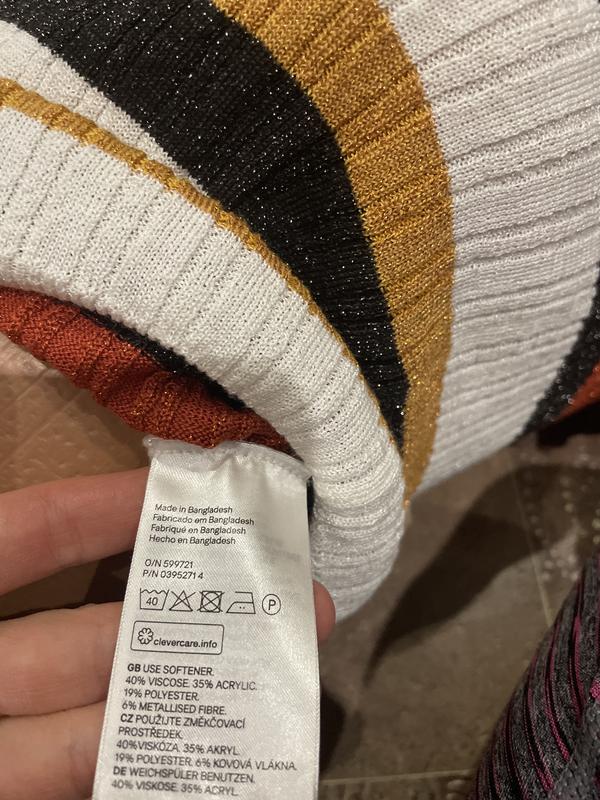 Made in Bangladesh
Fabricado em Bangladesh
Fabriqué en Bangladesh
Hecho en Bangladesh
O/N 599721
P/N 0395271 4
40 P
clevercare.info
GB USE SOFTENER.
40% VISCOSE. 35% ACRYLIC.
19% POLYESTER.
6% METALLISED FIBRE.
CZ POUŽIJTE ZMĚKČOVACÍ
PROSTŘEDEK.
40%VISKÓZA. 35% AKRYL.
19% POLYESTER. 6% KOVOVÁ VLÁKNA.
DE WEICHSPÜLER BENUTZEN.
40% VISKOSE. 35% ACRYL.